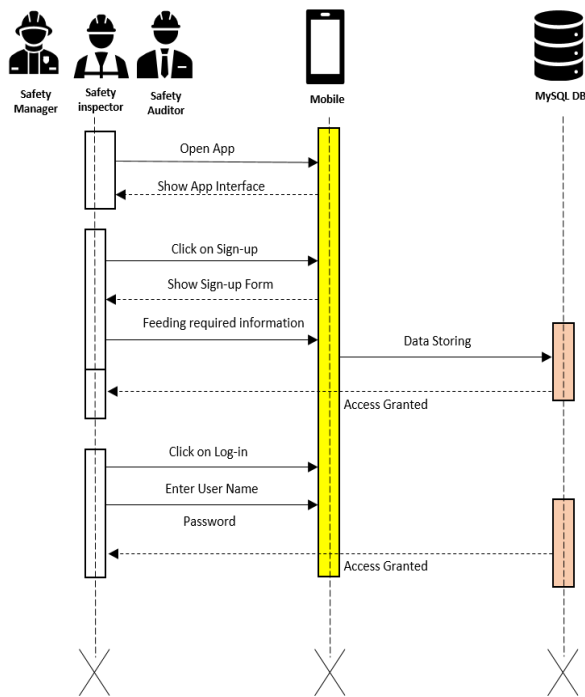 Safety
Manager
Safety
inspector
Safety
Auditor
Mobile
MySQL DB
Open App
Show App Interface
Click on Sign-up
Show Sign-up Form
Feeding required information
Data Storing
Access Granted
Click on Log-in
Enter User Name
Password
Access Granted